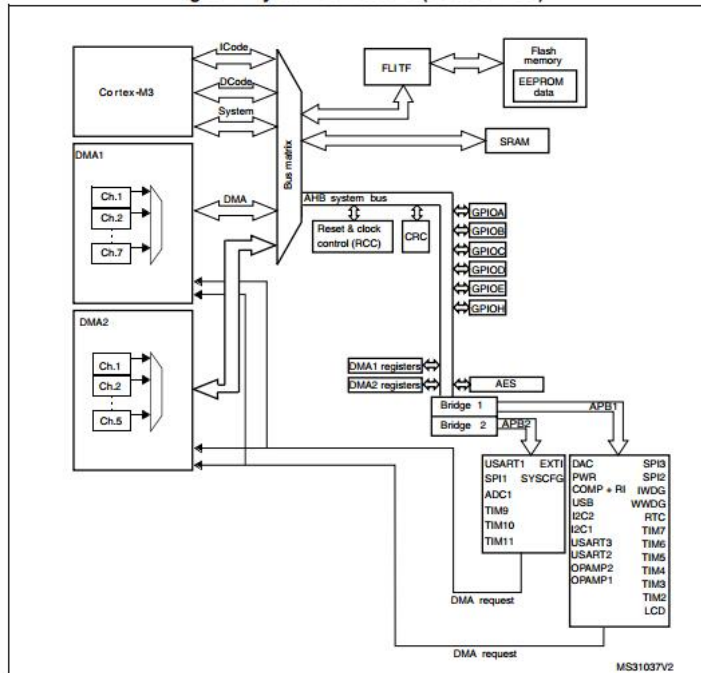 ICode
DCode
System
Cortex-M3
Bus matrix
FLITF
Flash
memory
EEPROM
data
SRAM
DMA1
Ch.1
Ch.2
Ch.7
DMA
AHB system bus
Reset & clock
control (RCC)
CRC
GPIOA
GPIOB
GPIOC
GPIOD
GPIOE
GPIOH
DMA2
Ch.1
Ch.2
Ch.5
DMA1 registers
DMA2 registers
AES
Bridge 1
Bridge 2
APB1
APB2
USART1 EXTI
SPI1 SYSCFG
ADC1
TIM9
TIM10
TIM11
DAC SPI3
PWR SPI2
COMP + RI IWDG
USB WWDG
I2C2 RTC
I2C1 TIM7
USART3 TIM6
USART2 TIM5
OPAMP2 TIM4
OPAMP1 TIM3
TIM2
LCD
DMA request
DMA request
MS31037V2